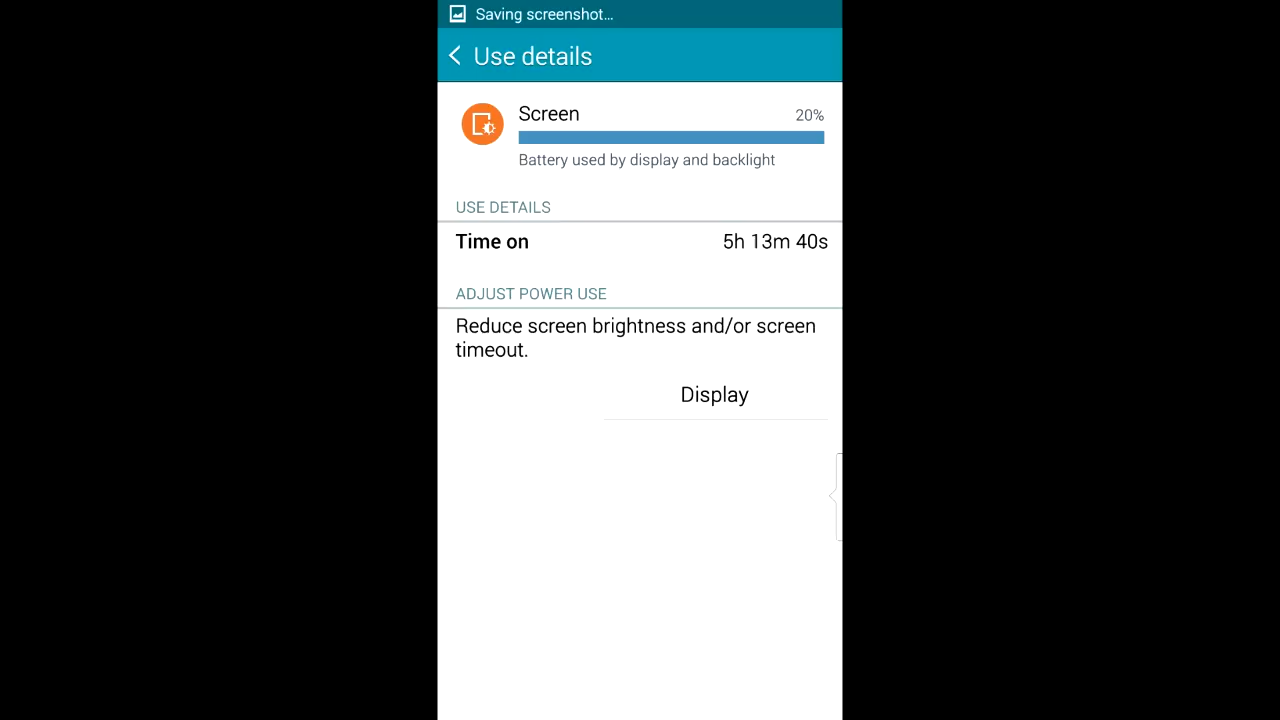 Saving screenshot...
Use details
Screen 20%
Battery used by display and backlight
USE DETAILS
Time on 5h 13m 40s
ADJUST POWER USE
Reduce screen brightness and/or screen
timeout.
Display